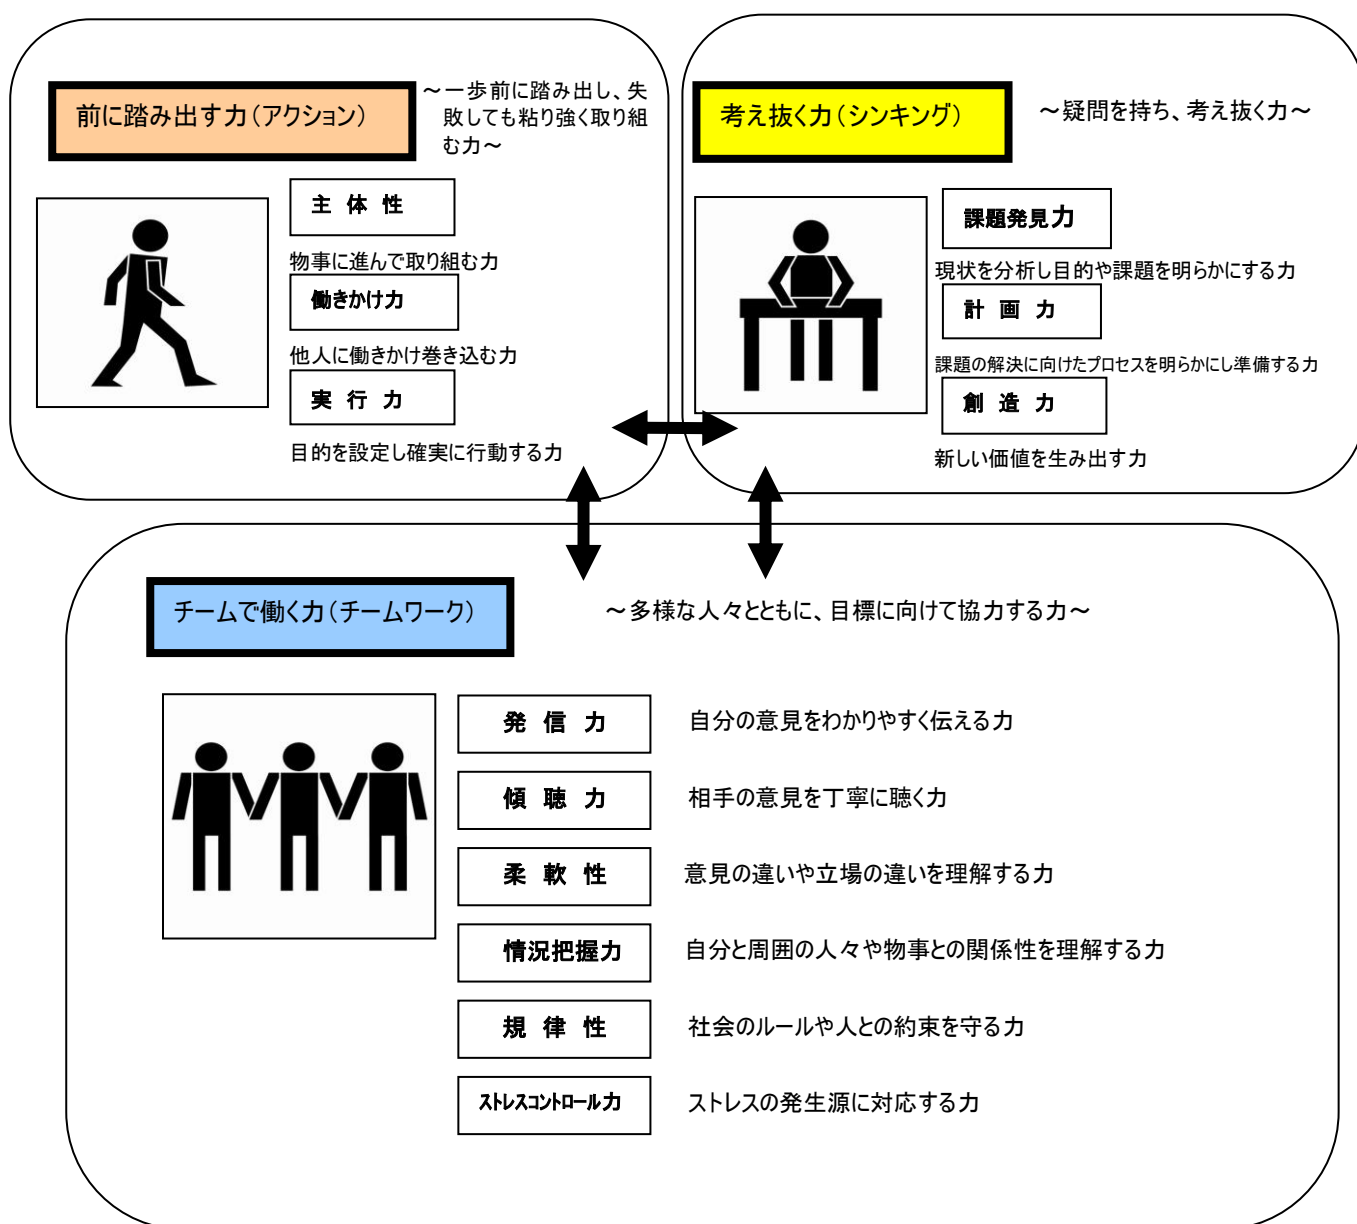 前に踏み出す力（アクション）
～一歩前に踏み出し、失
敗しても粘り強く取り組
む力～
主 体 性
物事に進んで取り組む力
働きかけ力
他人に働きかけ巻き込む力
実 行 力
目的を設定し確実に行動する力
考え抜く力（シンキング）
～疑問を持ち、考え抜く力～
課題発見力
現状を分析し目的や課題を明らかにする力
計 画 力
課題の解決に向けたプロセスを明らかにし準備する力
創 造 力
新しい価値を生み出す力
チームで働く力（チームワーク）
～多様な人々とともに、目標に向けて協力する力～
発 信 力
自分の意見をわかりやすく伝える力
傾 聴 力
相手の意見を丁寧に聴く力
柔 軟 性
意見の違いや立場の違いを理解する力
情況把握力
自分と周囲の人々や物事との関係性を理解する力
規 律 性
社会のルールや人との約束を守る力
ストレスコントロール力
ストレスの発生源に対応する力